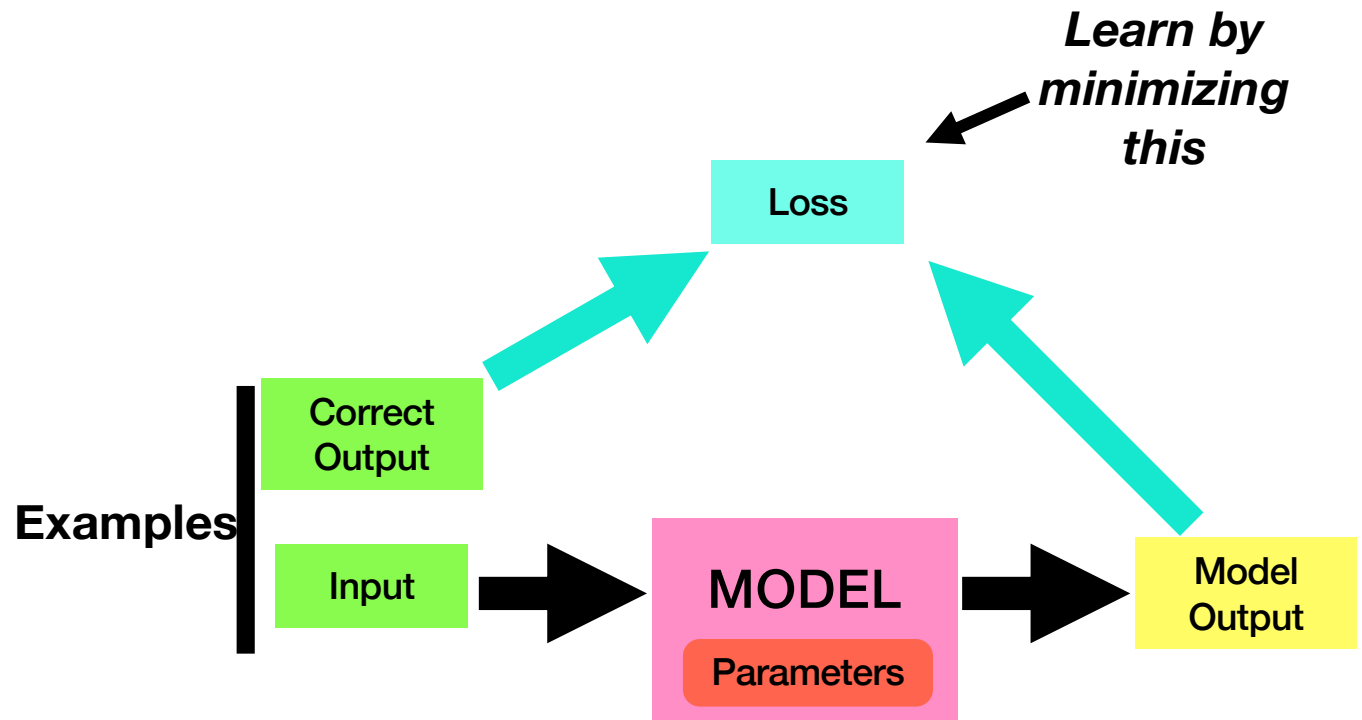 Learn by
minimizing
this
Loss
Correct
Output
Examples
Input
MODEL
Parameters
Model
Output